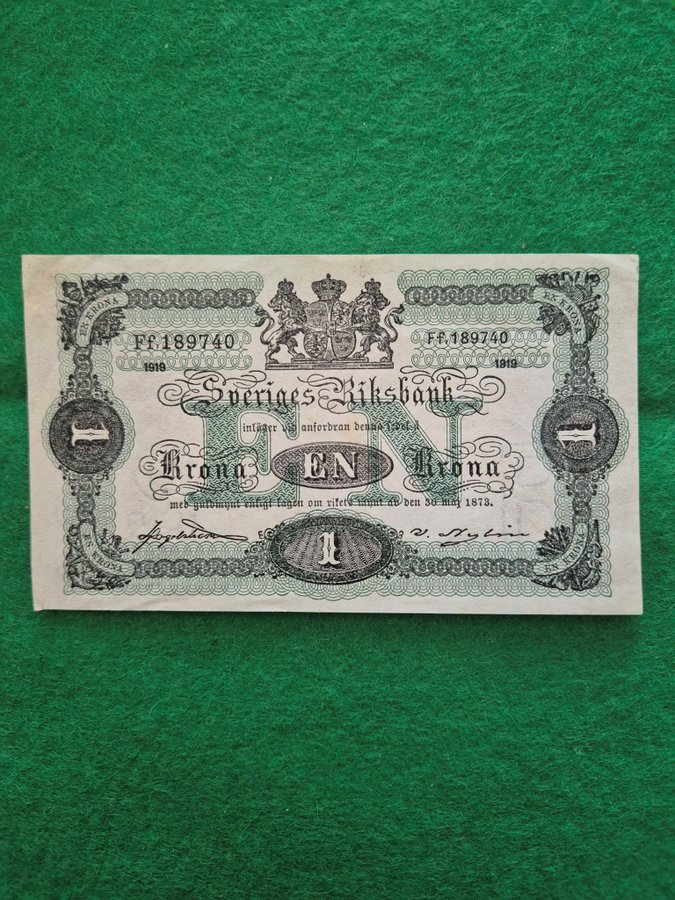 EN KRONA
EN KRONA
Ff.189740
Ff.189740
1919
1919
Sveriges Riksbank
inlöser vid anfordran denna sedel å
EN
1
Krona
EN
Krona
1
med guldmynt enligt lagen om rikets mynt av den 30 maj 1873.
V. Nylin
1
EN KRONA
EN KRONA